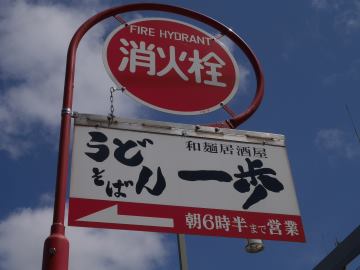 FIRE HYDRANT
消火栓
うどん
そば
和麺居酒屋
一歩
朝6時半まで営業